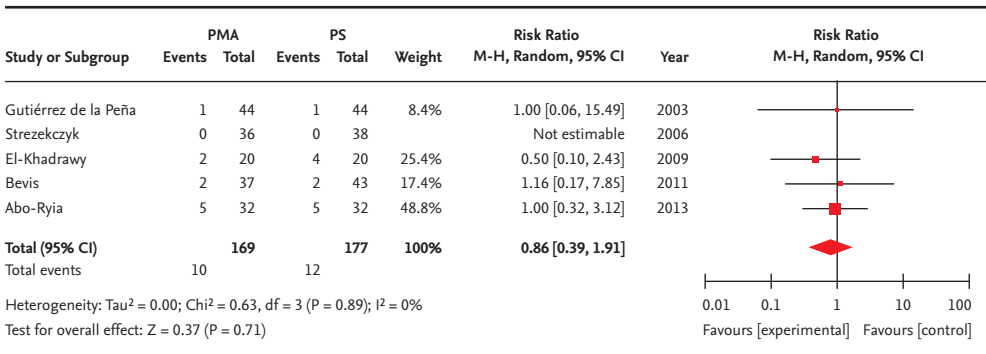 PMA PS Risk Ratio Risk Ratio
Study or Subgroup Events Total Events Total Weight M-H, Random, 95% CI Year M-H, Random, 95% CI
Gutiérrez de la Peña 1 44 1 44 8.4% 1.00 [0.06, 15.49] 2003
Strezekczyk 0 36 0 38 Not estimable 2006
El-Khadrawy 2 20 4 20 25.4% 0.50 [0.10, 2.43] 2009
Bevis 2 37 2 43 17.4% 1.16 [0.17, 7.85] 2011
Abo-Ryia 5 32 5 32 48.8% 1.00 [0.32, 3.12] 2013
Total (95% CI) 169 177 100% 0.86 [0.39, 1.91]
Total events 10 12
Heterogeneity: Tau² = 0.00; Chi² = 0.63, df = 3 (P = 0.89); I² = 0%
Test for overall effect: Z = 0.37 (P = 0.71)
0.01 0.1 1 10 100
Favours [experimental] Favours [control]